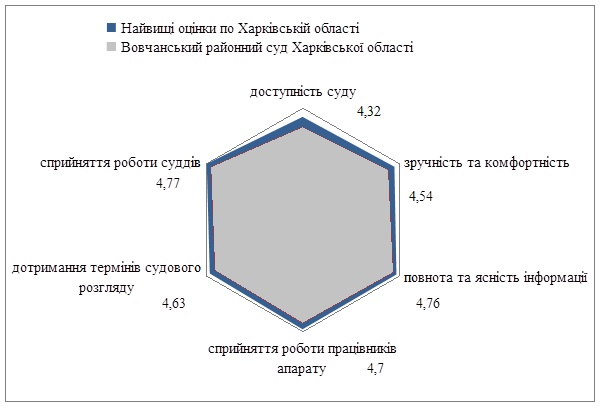 Найвищі оцінки по Харківській області
Вовчанський районний суд Харківської області
доступність суду
4,32
сприйняття роботи суддів
4,77
зручність та комфортність
4,54
дотримання термінів судового
розгляду
4,63
повнота та ясність інформації
4,76
сприйняття роботи працівників
апарату 4,7